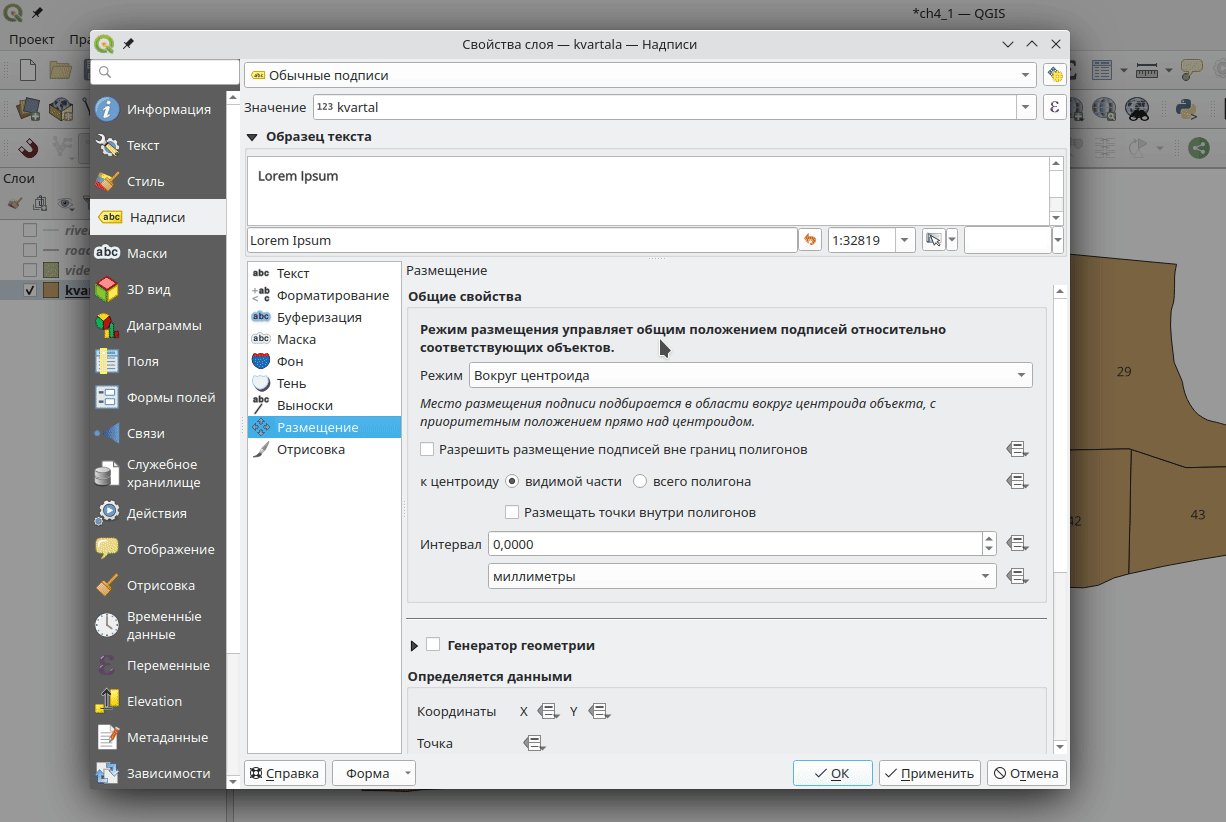 *ch4_1 — QGIS
Проект
Пра
Слои
rive
road
vide
kva
29
42
43
Свойства слоя — kvartala — Надписи
Информация
Текст
Стиль
Надписи
Маски
3D вид
Диаграммы
Поля
Формы полей
Связи
Служебное
хранилище
Действия
Отображение
Отрисовка
Временные
данные
Переменные
Elevation
Метаданные
Зависимости
Обычные подписи
Значение 123 kvartal
Образец текста
Lorem Ipsum
Lorem Ipsum
1:32819
Текст
Форматирование
Буферизация
Маска
Фон
Тень
Выноски
Размещение
Отрисовка
Размещение
Общие свойства
Режим размещения управляет общим положением подписей относительно
соответствующих объектов.
Режим Вокруг центроида
Место размещения подписи подбирается в области вокруг центроида объекта, с
приоритетным положением прямо над центроидом.
Разрешить размещение подписей вне границ полигонов
к центроиду видимой части всего полигона
Размещать точки внутри полигонов
Интервал 0,0000
миллиметры
Генератор геометрии
Определяется данными
Координаты X Y
Точка
Справка
Форма
OK
Применить
Отмена